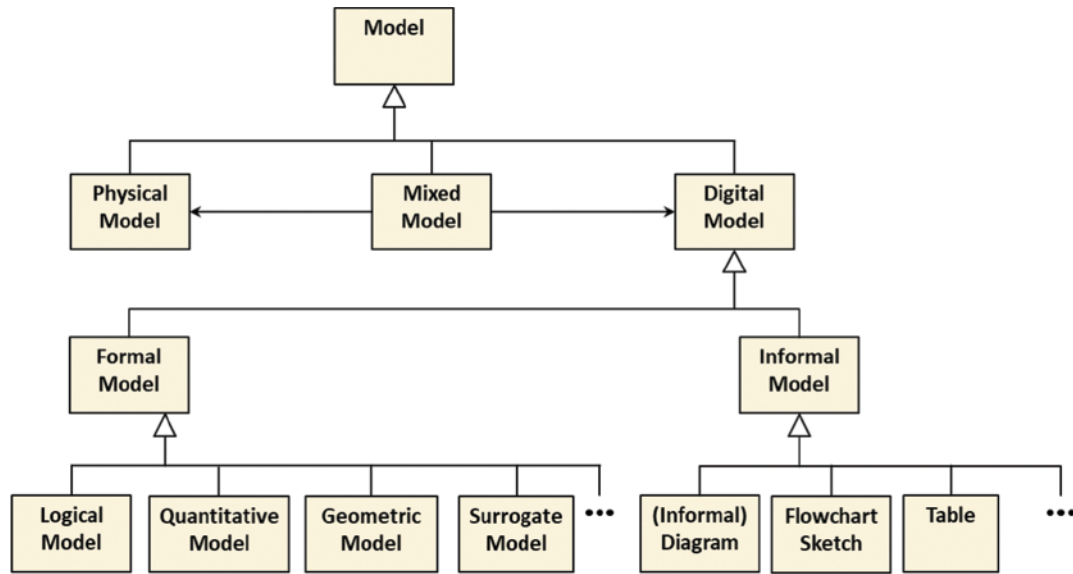 Model
Physical
Model
Mixed
Model
Digital
Model
Formal
Model
Informal
Model
Logical
Model
Quantitative
Model
Geometric
Model
Surrogate
Model
•••
(Informal)
Diagram
Flowchart
Sketch
Table
•••